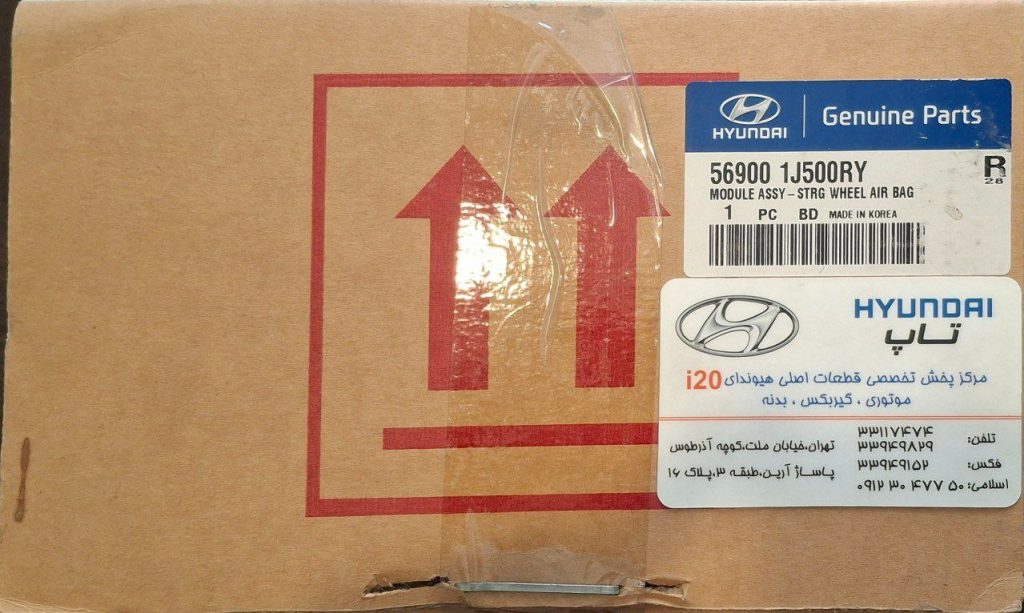 HYUNDAI
Genuine Parts
56900 1J500RY
R
28
MODULE ASSY-STRG WHEEL AIR BAG
1 PC BD MADE IN KOREA
HYUNDAI
تاپ
مرکز پخش تخصصی قطعات اصلی هیوندای i20
موتوری ، گیربکس ، بدنه
تلفن: ۳۳۱۱۷۴۷۴
۳۳۹۴۹۸۲۹
فکس: ۳۳۹۴۹۱۵۲
اسلامی: ۰۹۱۲ ۳۰ ۴۷۷ ۵۰
تهران،خیابان ملت،کوچه آذرطوس
پاساژ آرین،طبقه ۳،پلاک ۱۶